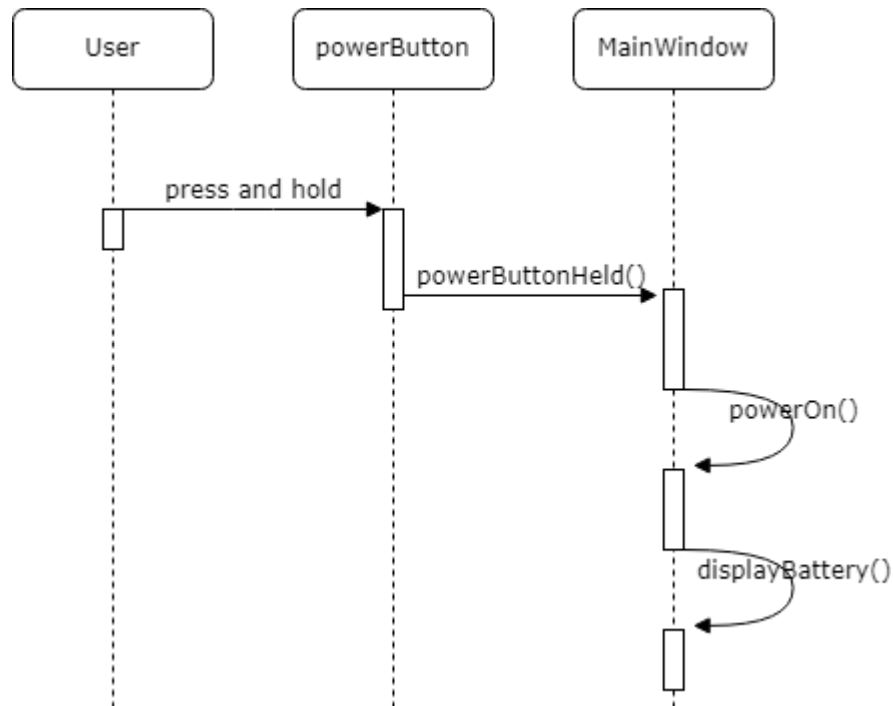 User
powerButton
MainWindow
press and hold
powerButtonHeld()
powerOn()
displayBattery()